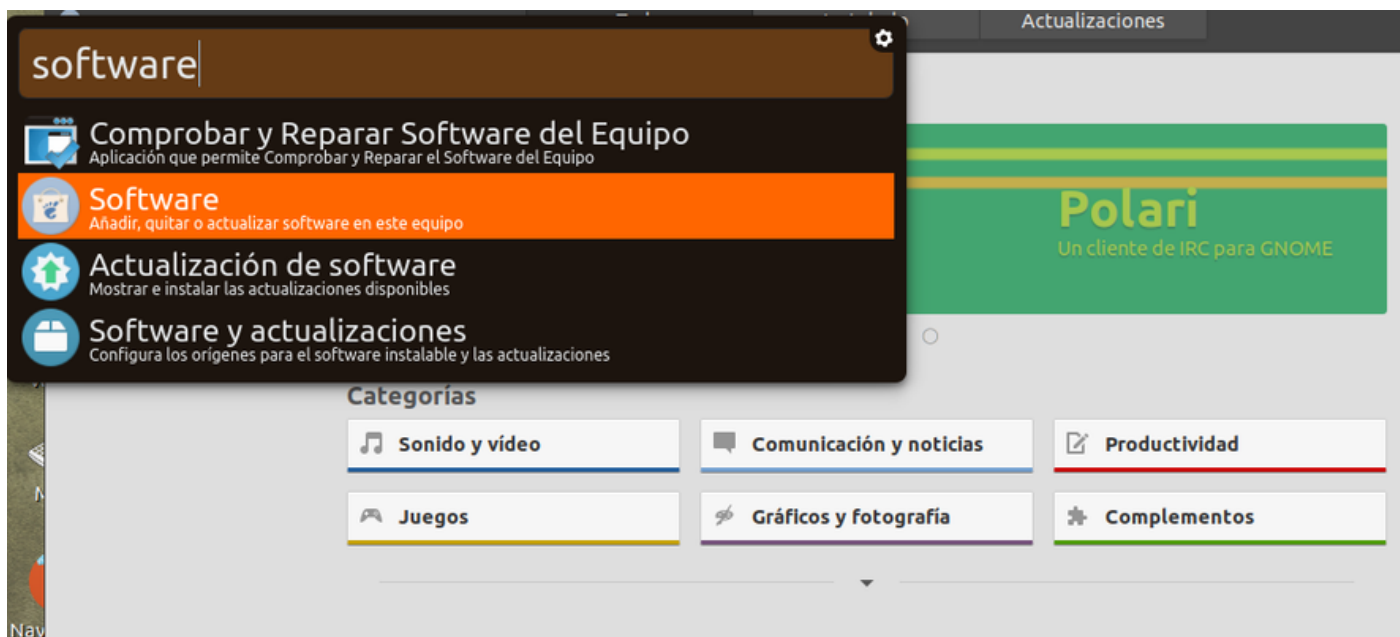 Actualizaciones
software
Comprobar y Reparar Software del Equipo
Aplicación que permite Comprobar y Reparar el Software del Equipo
Software
Añadir, quitar o actualizar software en este equipo
Actualización de software
Mostrar e instalar las actualizaciones disponibles
Software y actualizaciones
Configura los orígenes para el software instalable y las actualizaciones
Polari
Un cliente de IRC para GNOME
Categorías
Sonido y vídeo
Comunicación y noticias
Productividad
Juegos
Gráficos y fotografía
Complementos
Nav